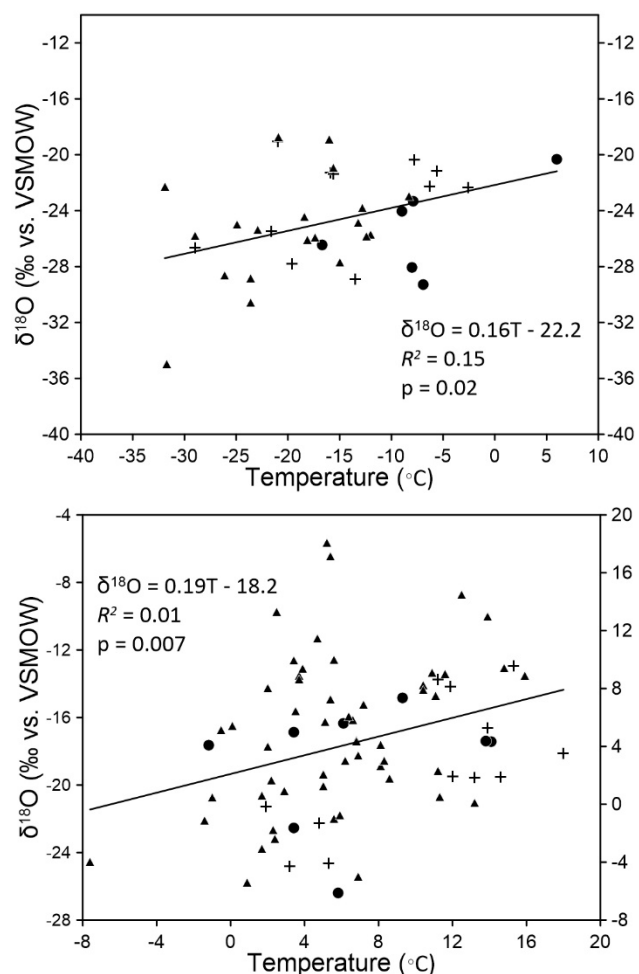 -12
-12
-16
-16
-20
-20
-24
-24
-28
-28
-32
-32
-36
-36
-40
-40
δ¹⁸O (‰ vs. VSMOW)
δ¹⁸O = 0.16T - 22.2
R² = 0.15
p = 0.02
-40 -35 -30 -25 -20 -15 -10 -5 0 5 10
Temperature (°C)
-4
20
-8
16
-12
12
-16
8
-20
4
-24
0
-28
-4
-8
δ¹⁸O (‰ vs. VSMOW)
δ¹⁸O = 0.19T - 18.2
R² = 0.01
p = 0.007
-8 -4 0 4 8 12 16 20
Temperature (°C)